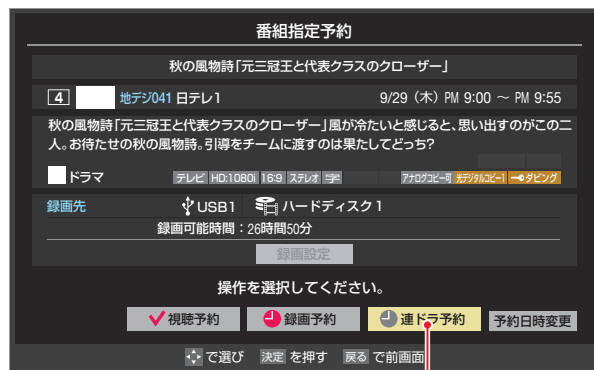 番組指定予約
秋の風物詩「元三冠王と代表クラスのクローザー」
4 地デジ041 日テレ1 9/29（木）PM 9:00 ～ PM 9:55
秋の風物詩「元三冠王と代表クラスのクローザー」風が冷たいと感じると、思い出すのがこの二
人。お待たせの秋の風物詩。引導をチームに渡すのは果たしてどっち？
ドラマ テレビ HD:1080i 16:9 ステレオ 字 アナログコピー可 光デジタルコピー1 ダビング
録画先 USB1 ハードディスク1
録画可能時間：26時間50分
録画設定
操作を選択してください。
視聴予約 録画予約 連ドラ予約 予約日時変更
で選び 決定 を押す 戻る で前画面